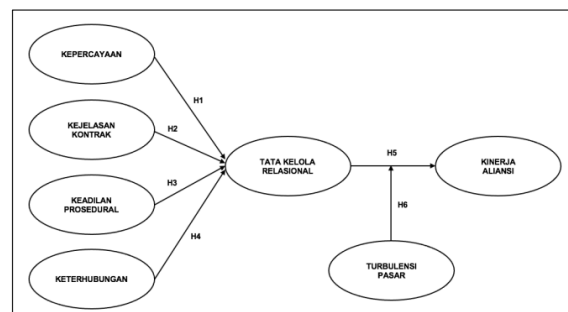 KEPERCAYAAN
H1
KEJELASAN
KONTRAK
H2
KEADILAN
PROSEDURAL
H3
KETERHUBUNGAN
H4
TATA KELOLA
RELASIONAL
H5
KINERJA
ALIANSI
H6
TURBULENSI
PASAR